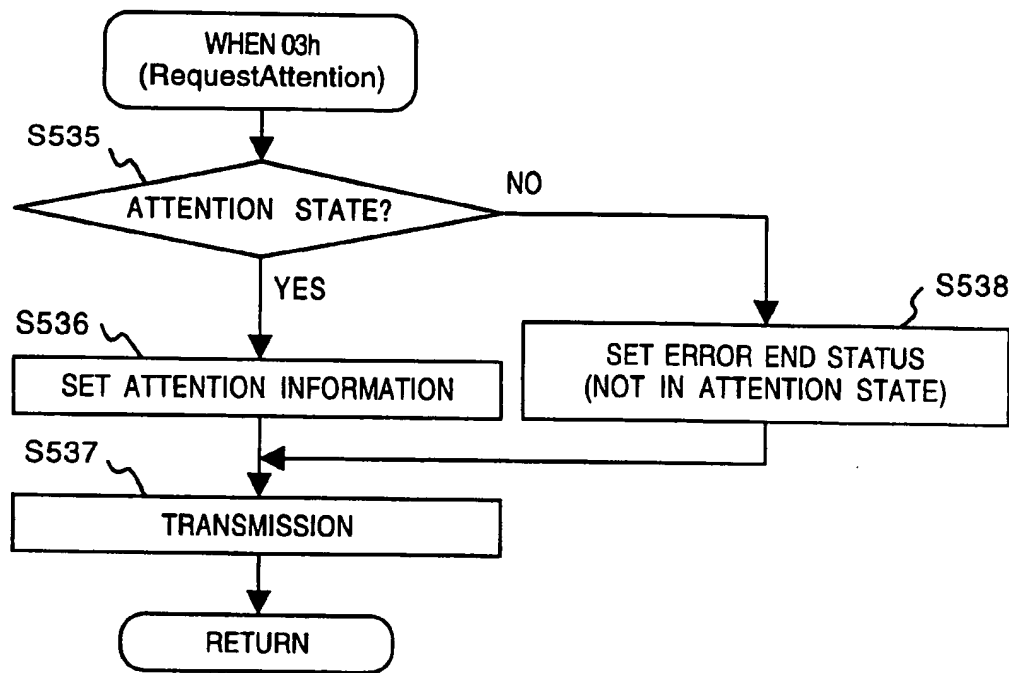 WHEN 03h
(RequestAttention)
S535
ATTENTION STATE?
NO
YES
S538
S536
SET ERROR END STATUS
(NOT IN ATTENTION STATE)
SET ATTENTION INFORMATION
S537
TRANSMISSION
RETURN